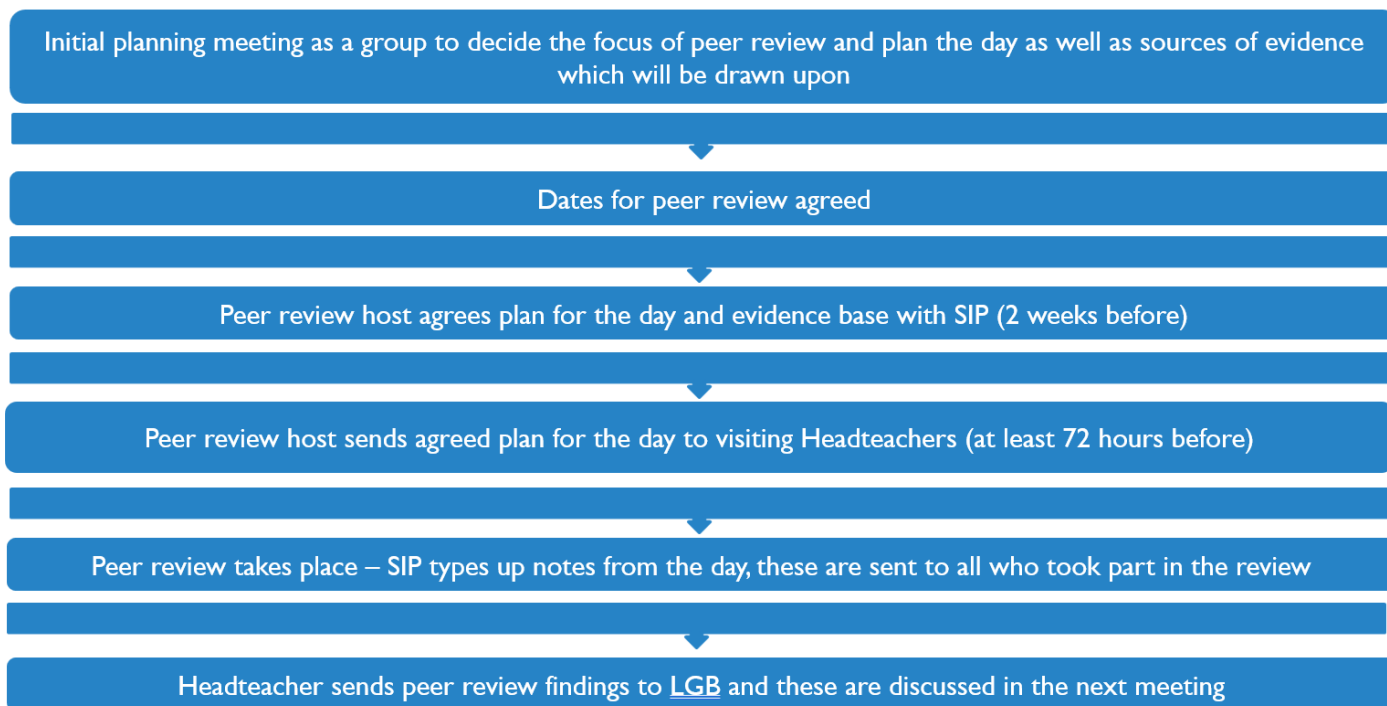 Initial planning meeting as a group to decide the focus of peer review and plan the day as well as sources of evidence
which will be drawn upon
Dates for peer review agreed
Peer review host agrees plan for the day and evidence base with SIP (2 weeks before)
Peer review host sends agreed plan for the day to visiting Headteachers (at least 72 hours before)
Peer review takes place – SIP types up notes from the day, these are sent to all who took part in the review
Headteacher sends peer review findings to LGB and these are discussed in the next meeting